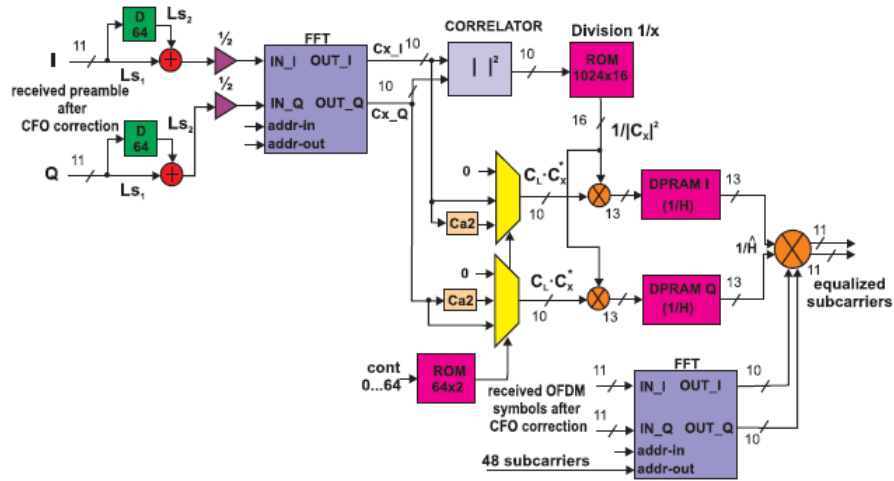 D
64
Ls2
11
I
Ls1
½
received preamble
after
CFO correction
½
Ls2
D
64
11
Q
Ls1
FFT
IN_I OUT_I
IN_Q OUT_Q
addr-in
addr-out
Cx_I
10
10
Cx_Q
CORRELATOR
| |²
10
Division 1/x
ROM
1024x16
16
1/|Cx|²
0
Ca2
CL·Cx*
10
13
DPRAM I
(1/H)
13
0
Ca2
CL·Cx*
10
13
DPRAM Q
(1/H)
13
1/Ĥ
11
11
equalized
subcarriers
cont
0...64
ROM
64x2
FFT
11
IN_I OUT_I
10
received OFDM
symbols after
CFO correction
11
IN_Q OUT_Q
10
addr-in
48 subcarriers
addr-out